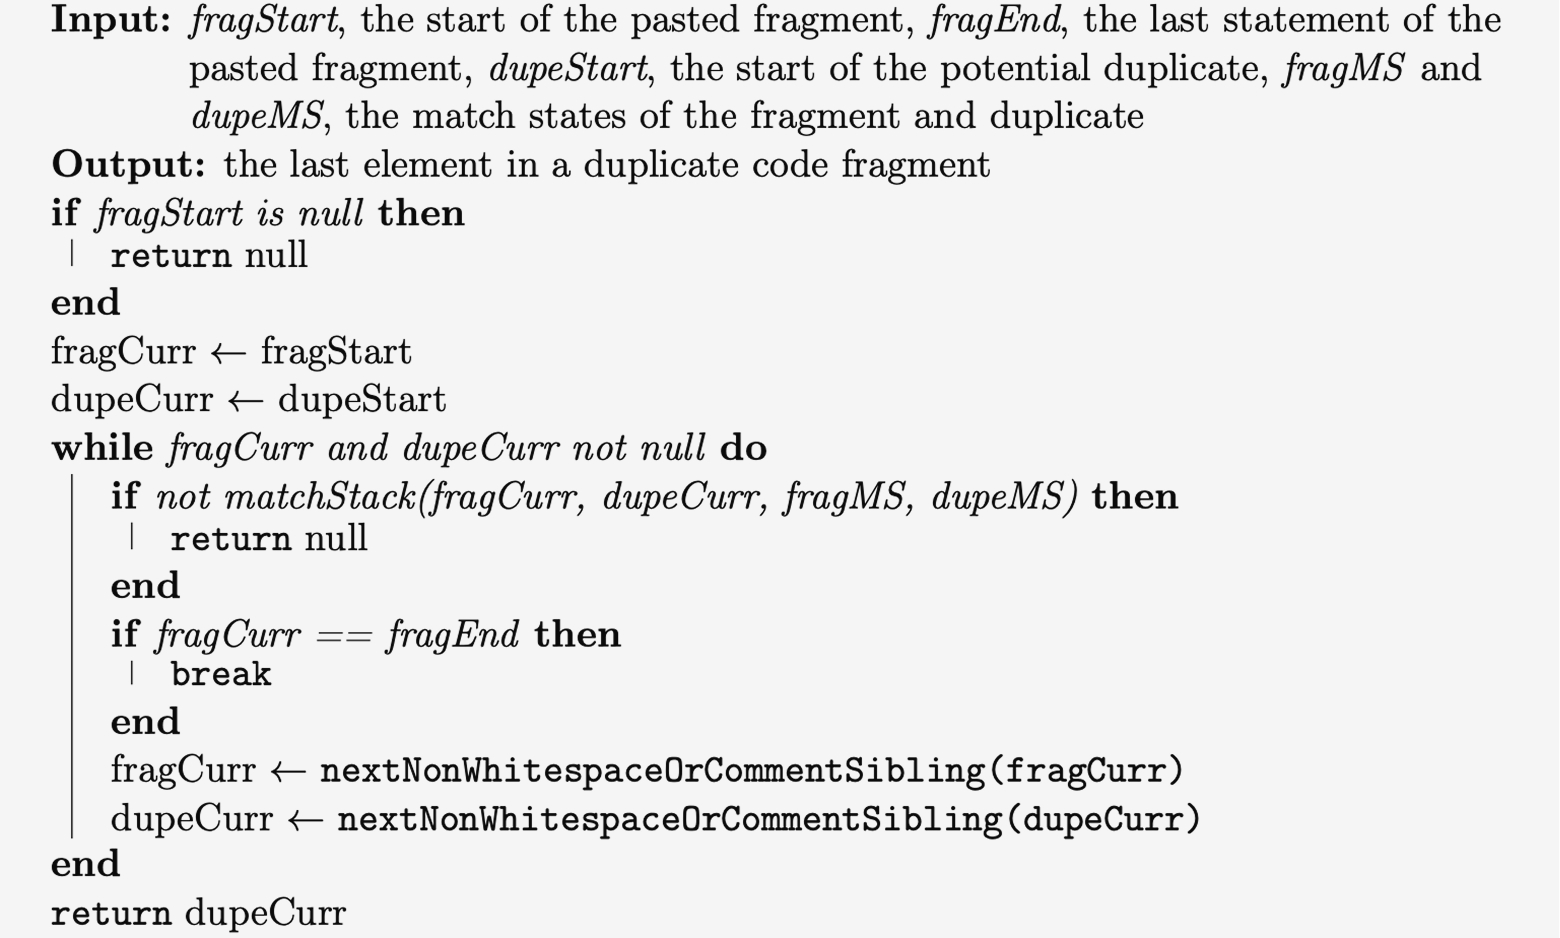 Input: fragStart, the start of the pasted fragment, fragEnd, the last statement of the
pasted fragment, dupeStart, the start of the potential duplicate, fragMS and
dupeMS, the match states of the fragment and duplicate
Output: the last element in a duplicate code fragment
if fragStart is null then
return null
end
fragCurr ← fragStart
dupeCurr ← dupeStart
while fragCurr and dupeCurr not null do
if not matchStack(fragCurr, dupeCurr, fragMS, dupeMS) then
return null
end
if fragCurr == fragEnd then
break
end
fragCurr ← nextNonWhitespaceOrCommentSibling(fragCurr)
dupeCurr ← nextNonWhitespaceOrCommentSibling(dupeCurr)
end
return dupeCurr